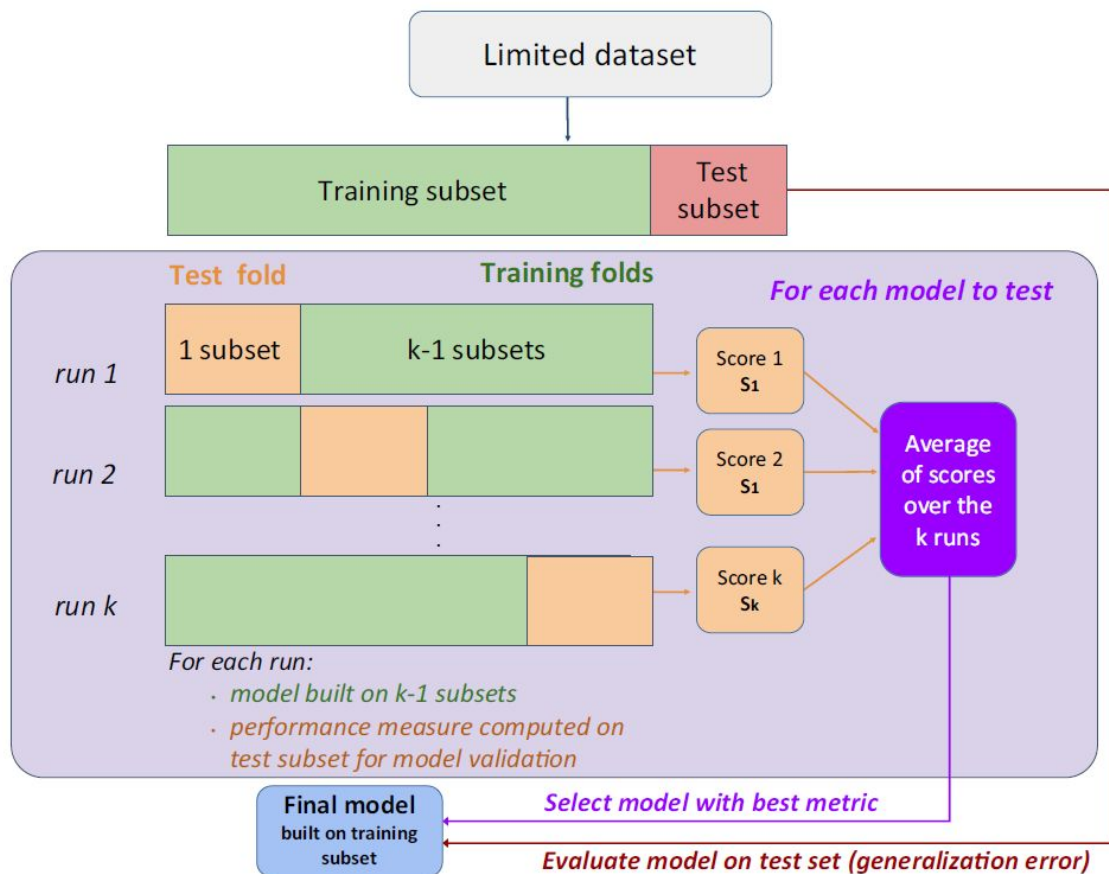 Limited dataset
Training subset
Test
subset
Test fold
Training folds
For each model to test
run 1
1 subset
k-1 subsets
Score 1
S1
run 2
Score 2
S1
Average
of scores
over the
k runs
.
.
.
run k
Score k
Sk
For each run:
· model built on k-1 subsets
· performance measure computed on
test subset for model validation
Final model
built on training
subset
Select model with best metric
Evaluate model on test set (generalization error)